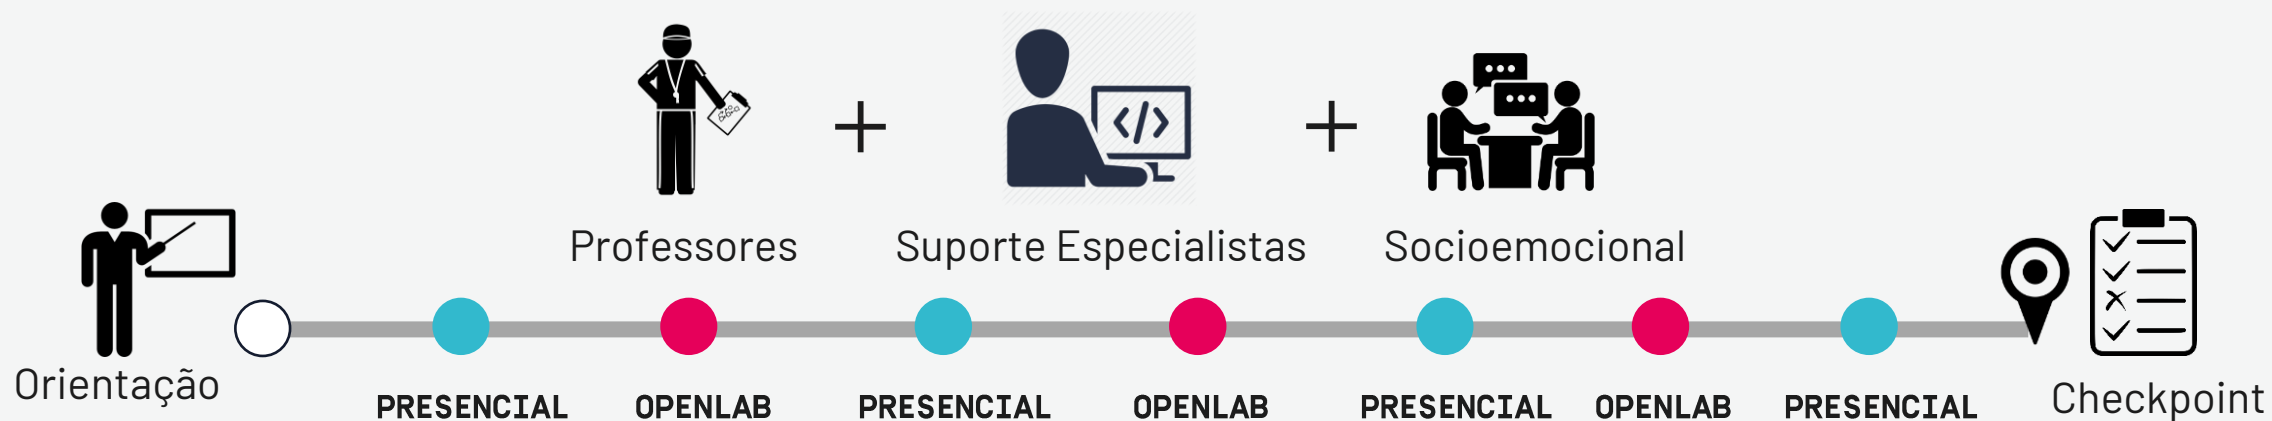 Professores
Suporte Especialistas
Socioemocional
Orientação
Checkpoint
PRESENCIAL
OPENLAB
PRESENCIAL
OPENLAB
PRESENCIAL
OPENLAB
PRESENCIAL